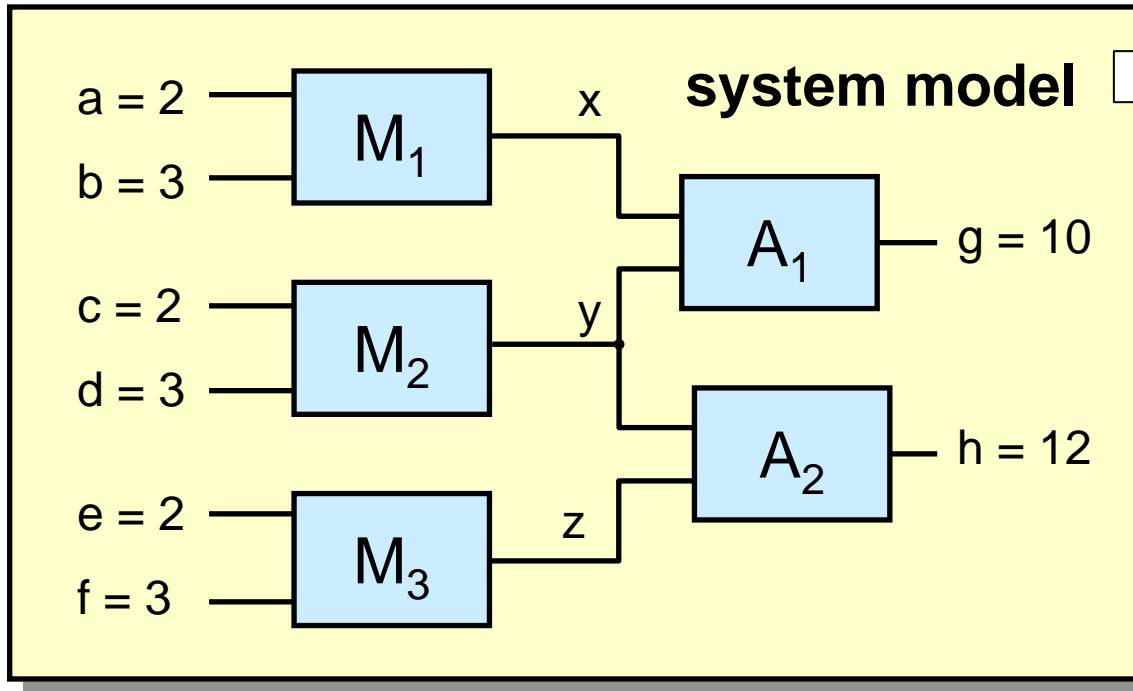 system model
a = 2
b = 3
M₁
x
A₁
g = 10
c = 2
d = 3
M₂
y
A₂
h = 12
e = 2
f = 3
M₃
z